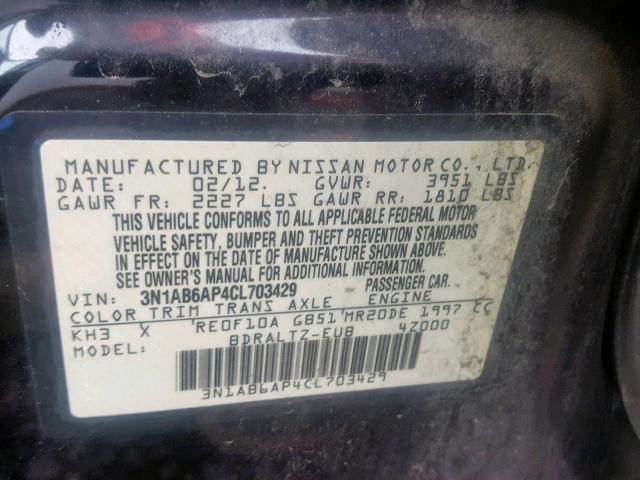 MANUFACTURED BY NISSAN MOTOR CO., LTD.
DATE: 02/12. GVWR: 3951 LBS
GAWR FR: 2227 LBS GAWR RR: 1810 LBS
THIS VEHICLE CONFORMS TO ALL APPLICABLE FEDERAL MOTOR
VEHICLE SAFETY, BUMPER AND THEFT PREVENTION STANDARDS
IN EFFECT ON THE DATE OF MANUFACTURE SHOWN ABOVE.
SEE OWNER'S MANUAL FOR ADDITIONAL INFORMATION.
VIN: 3N1AB6AP4CL703429 PASSENGER CAR.
COLOR TRIM TRANS AXLE ENGINE
KH3 X RE0F10A GB51 MR20DE 1997 CC
MODEL: BDRALTZ-EUB 4Z000
3N1AB6AP4CL703429